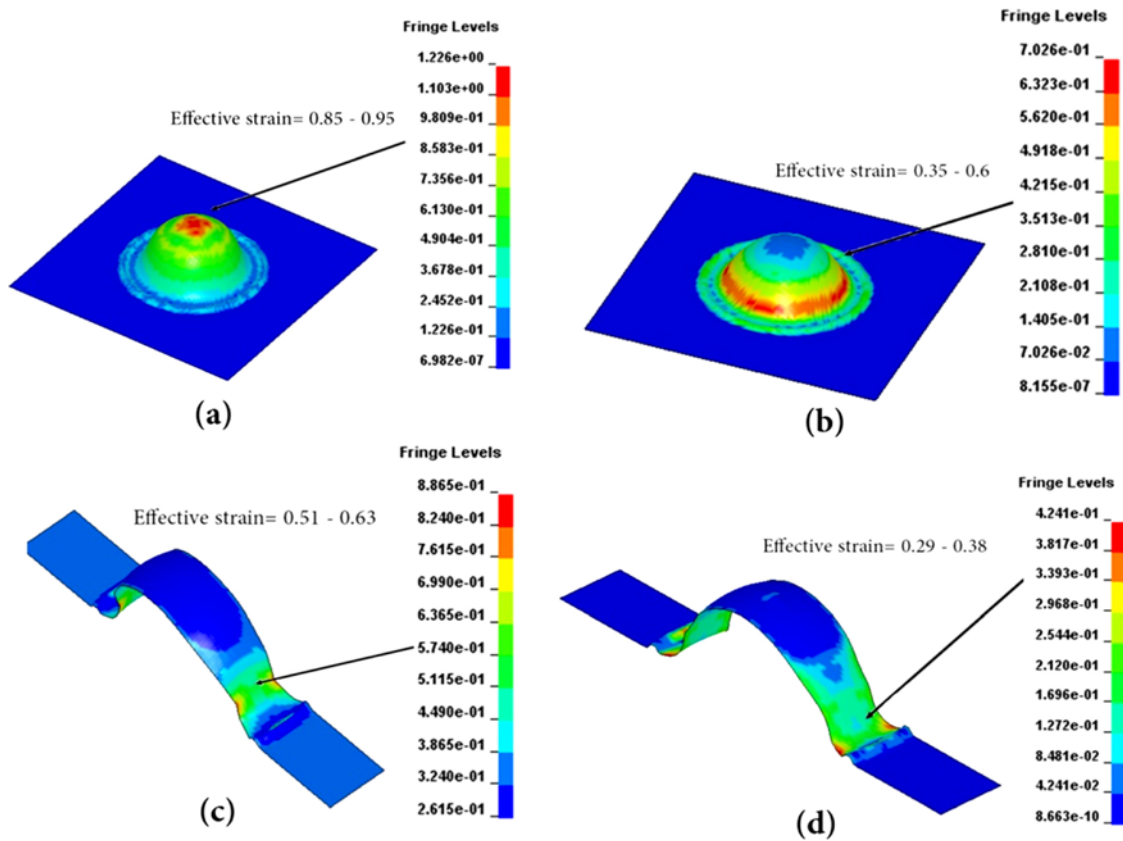 Fringe Levels
1.226e+00
1.103e+00
9.809e-01
8.583e-01
7.356e-01
6.130e-01
4.904e-01
3.678e-01
2.452e-01
1.226e-01
6.982e-07
Effective strain= 0.85 - 0.95
(a)
Fringe Levels
7.026e-01
6.323e-01
5.620e-01
4.918e-01
4.215e-01
3.513e-01
2.810e-01
2.108e-01
1.405e-01
7.026e-02
8.155e-07
Effective strain= 0.35 - 0.6
(b)
Fringe Levels
8.865e-01
8.240e-01
7.615e-01
6.990e-01
6.365e-01
5.740e-01
5.115e-01
4.490e-01
3.865e-01
3.240e-01
2.615e-01
Effective strain= 0.51 - 0.63
(c)
Fringe Levels
4.241e-01
3.817e-01
3.393e-01
2.968e-01
2.544e-01
2.120e-01
1.696e-01
1.272e-01
8.481e-02
4.241e-02
8.663e-10
Effective strain= 0.29 - 0.38
(d)